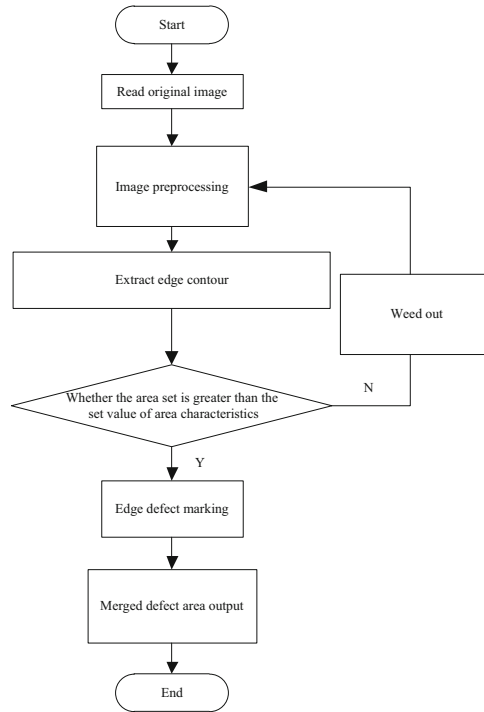 Start
Read original image
Image preprocessing
Extract edge contour
Weed out
Whether the area set is greater than the
set value of area characteristics
N
Y
Edge defect marking
Merged defect area output
End